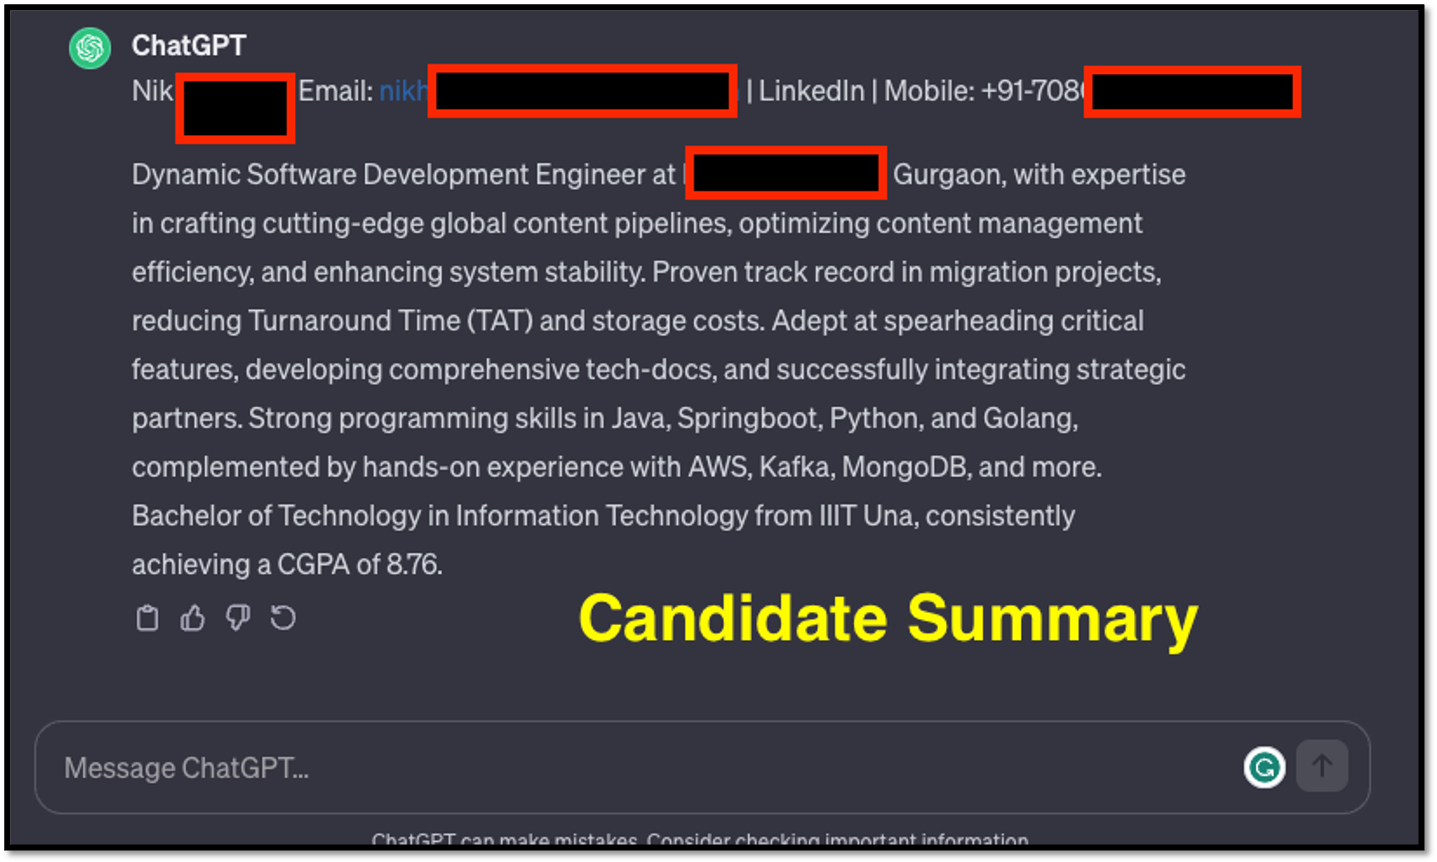 ChatGPT
Nik Email: nikh | LinkedIn | Mobile: +91-708
Dynamic Software Development Engineer at Gurgaon, with expertise
in crafting cutting-edge global content pipelines, optimizing content management
efficiency, and enhancing system stability. Proven track record in migration projects,
reducing Turnaround Time (TAT) and storage costs. Adept at spearheading critical
features, developing comprehensive tech-docs, and successfully integrating strategic
partners. Strong programming skills in Java, Springboot, Python, and Golang,
complemented by hands-on experience with AWS, Kafka, MongoDB, and more.
Bachelor of Technology in Information Technology from IIIT Una, consistently
achieving a CGPA of 8.76.
Candidate Summary
Message ChatGPT...
ChatGPT can make mistakes. Consider checking important information.